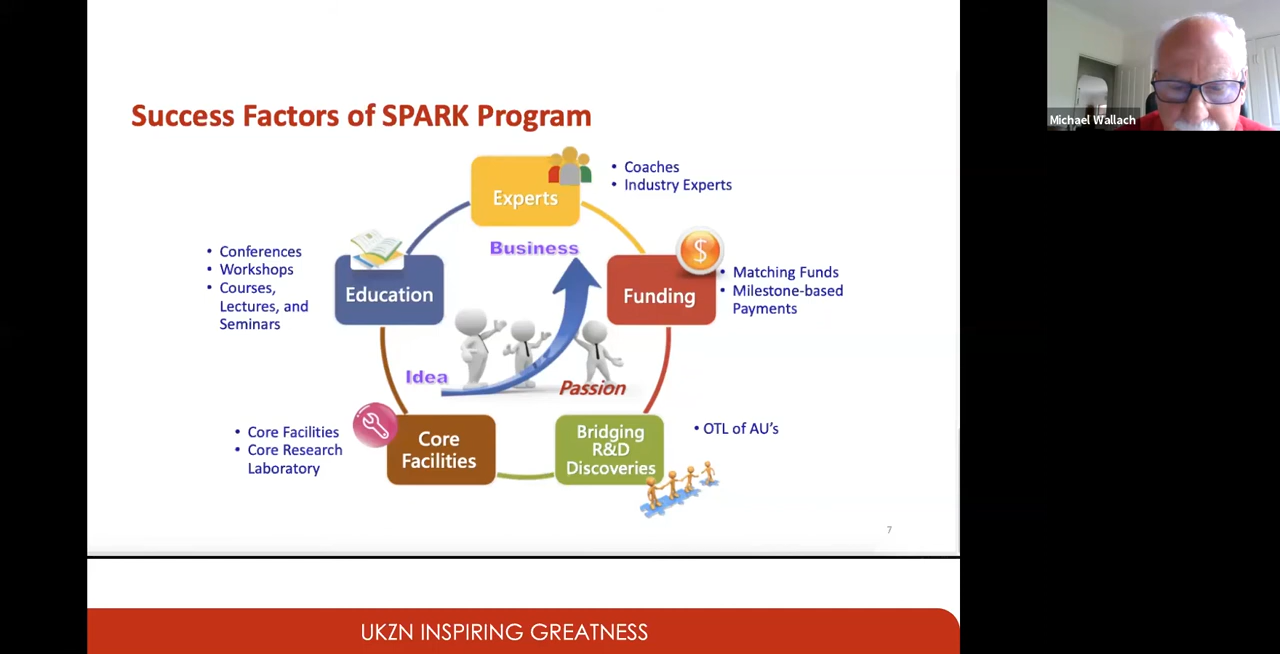 Success Factors of SPARK Program
Michael Wallach
Experts
• Coaches
• Industry Experts
Business
• Conferences
• Workshops
• Courses,
Lectures, and
Seminars
Education
$
Funding
• Matching Funds
• Milestone-based
Payments
Idea
Passion
• Core Facilities
• Core Research
Laboratory
Core
Facilities
Bridging
R&D
Discoveries
• OTL of AU’s
7
UKZN INSPIRING GREATNESS